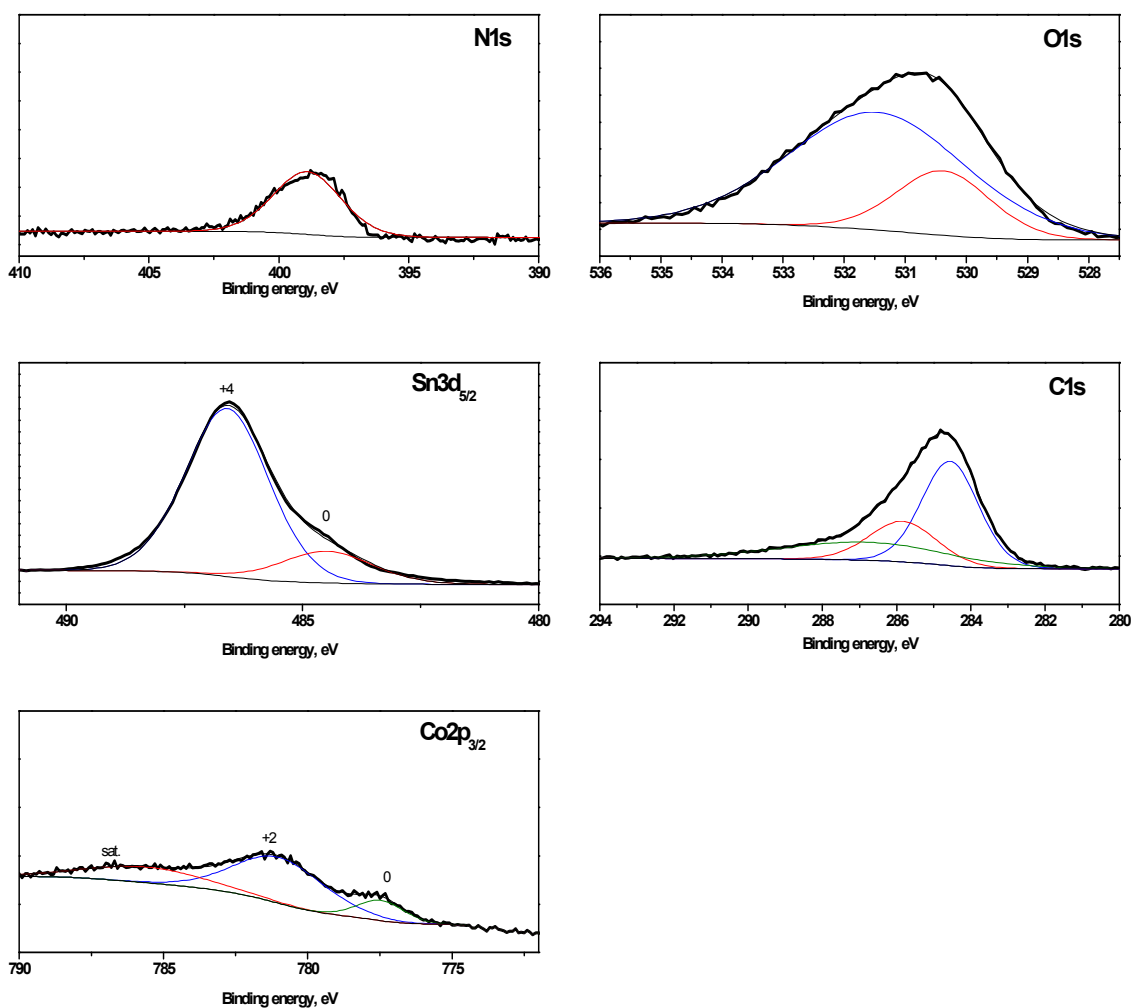 N1s
410 405 400 395 390
Binding energy, eV
O1s
536 535 534 533 532 531 530 529 528
Binding energy, eV
Sn3d5/2
+4
0
490 485 480
Binding energy, eV
C1s
294 292 290 288 286 284 282 280
Binding energy, eV
Co2p3/2
sat.
+2
0
790 785 780 775
Binding energy, eV